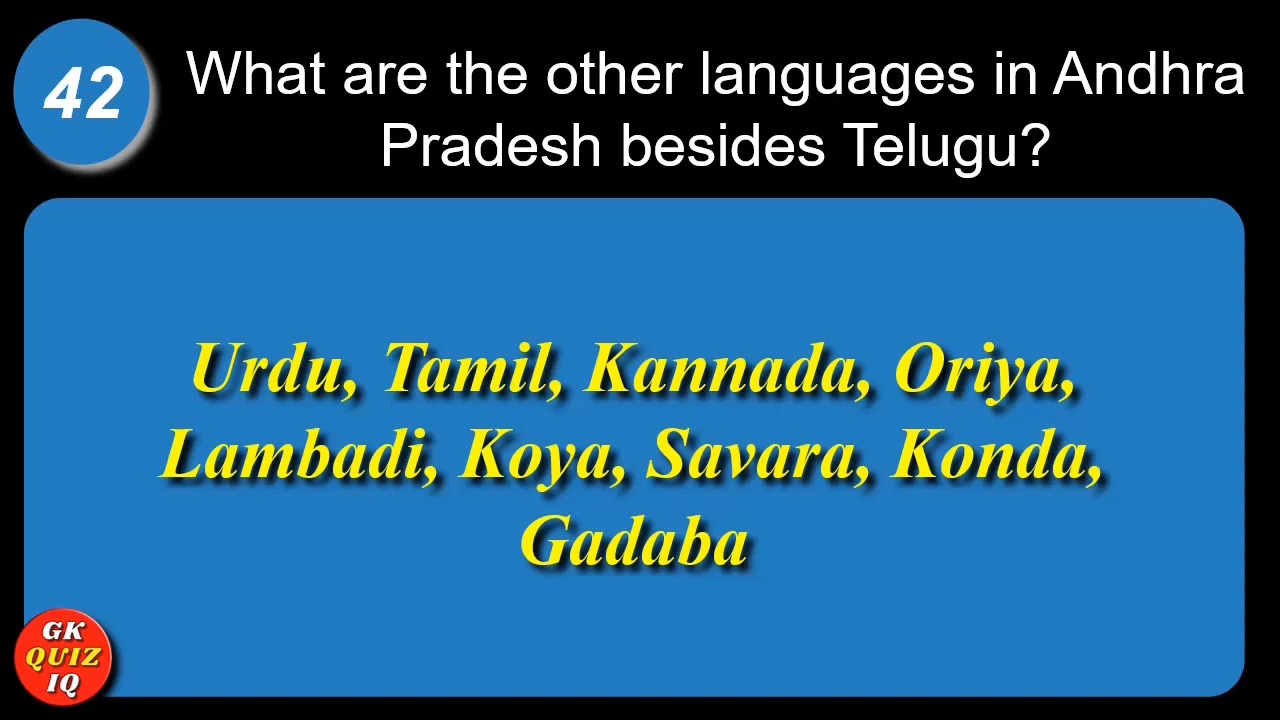 42
What are the other languages in Andhra
Pradesh besides Telugu?
Urdu, Tamil, Kannada, Oriya,
Lambadi, Koya, Savara, Konda,
Gadaba
GK
QUIZ
IQ